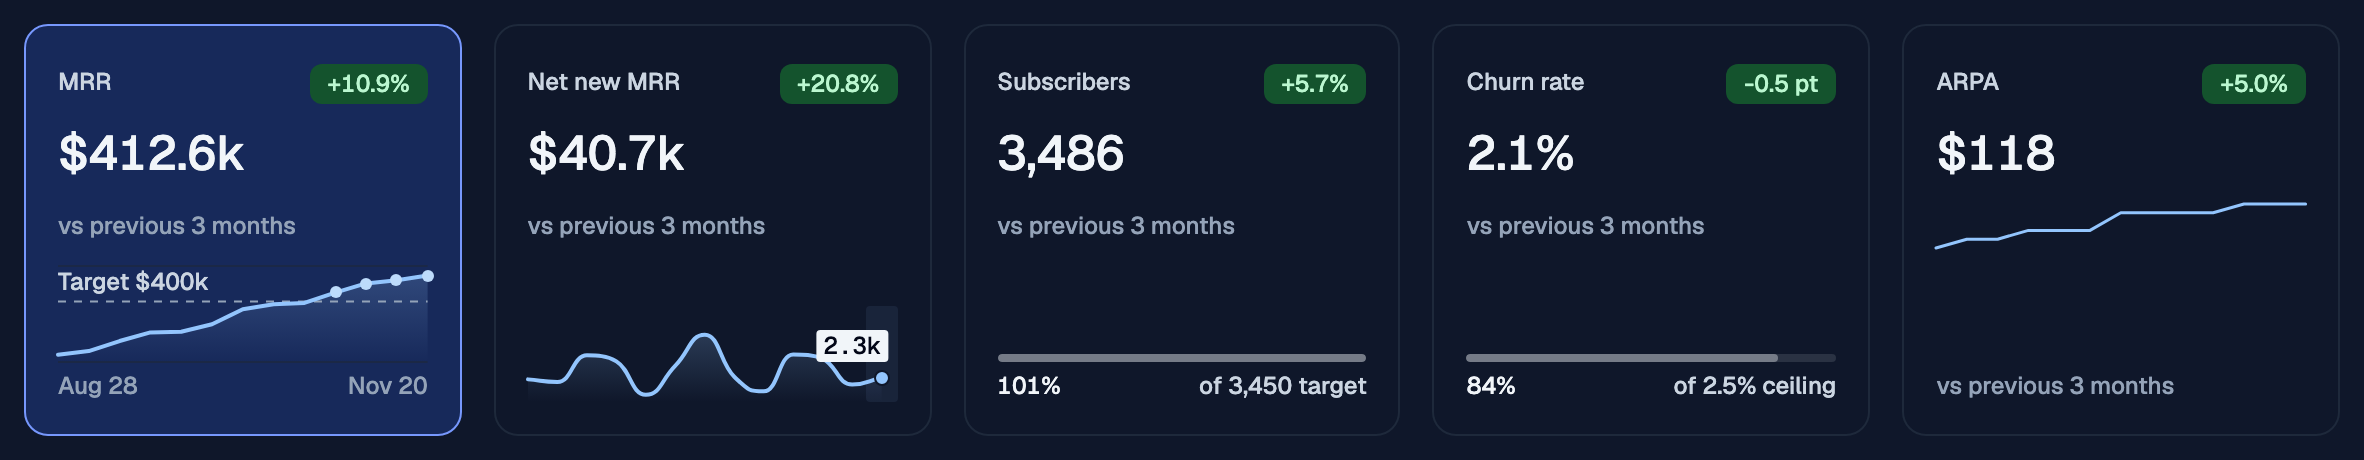 MRR
+10.9%
$412.6k
vs previous 3 months
Target $400k
Aug 28
Nov 20
Net new MRR
+20.8%
$40.7k
vs previous 3 months
2.3k
Subscribers
+5.7%
3,486
vs previous 3 months
101%
of 3,450 target
Churn rate
-0.5 pt
2.1%
vs previous 3 months
84%
of 2.5% ceiling
ARPA
+5.0%
$118
vs previous 3 months